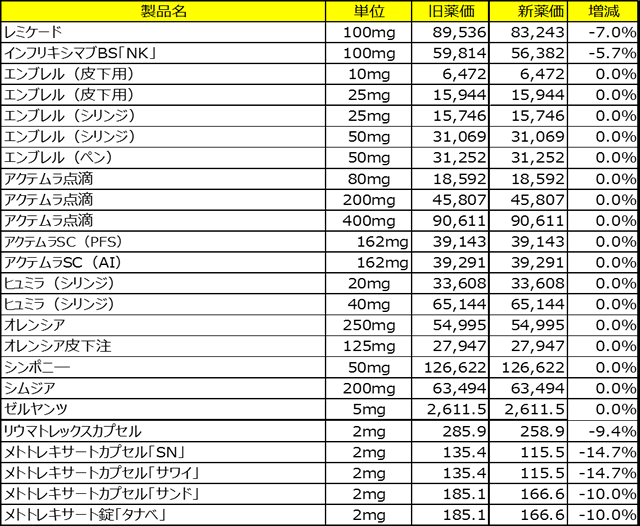 製品名 単位 旧薬価 新薬価 増減
レミケード 100mg 89,536 83,243 -7.0%
インフリキシマブBS「NK」 100mg 59,814 56,382 -5.7%
エンブレル（皮下用） 10mg 6,472 6,472 0.0%
エンブレル（皮下用） 25mg 15,944 15,944 0.0%
エンブレル（シリンジ） 25mg 15,746 15,746 0.0%
エンブレル（シリンジ） 50mg 31,069 31,069 0.0%
エンブレル（ペン） 50mg 31,252 31,252 0.0%
アクテムラ点滴 80mg 18,592 18,592 0.0%
アクテムラ点滴 200mg 45,807 45,807 0.0%
アクテムラ点滴 400mg 90,611 90,611 0.0%
アクテムラSC（PFS） 162mg 39,143 39,143 0.0%
アクテムラSC（AI） 162mg 39,291 39,291 0.0%
ヒュミラ（シリンジ） 20mg 33,608 33,608 0.0%
ヒュミラ（シリンジ） 40mg 65,144 65,144 0.0%
オレンシア 250mg 54,995 54,995 0.0%
オレンシア皮下注 125mg 27,947 27,947 0.0%
シンポニー 50mg 126,622 126,622 0.0%
シムジア 200mg 63,494 63,494 0.0%
ゼルヤンツ 5mg 2,611.5 2,611.5 0.0%
リウマトレックスカプセル 2mg 285.9 258.9 -9.4%
メトトレキサートカプセル「SN」 2mg 135.4 115.5 -14.7%
メトトレキサートカプセル「サワイ」 2mg 135.4 115.5 -14.7%
メトトレキサートカプセル「サンド」 2mg 185.1 166.6 -10.0%
メトトレキサート錠「タナベ」 2mg 185.1 166.6 -10.0%